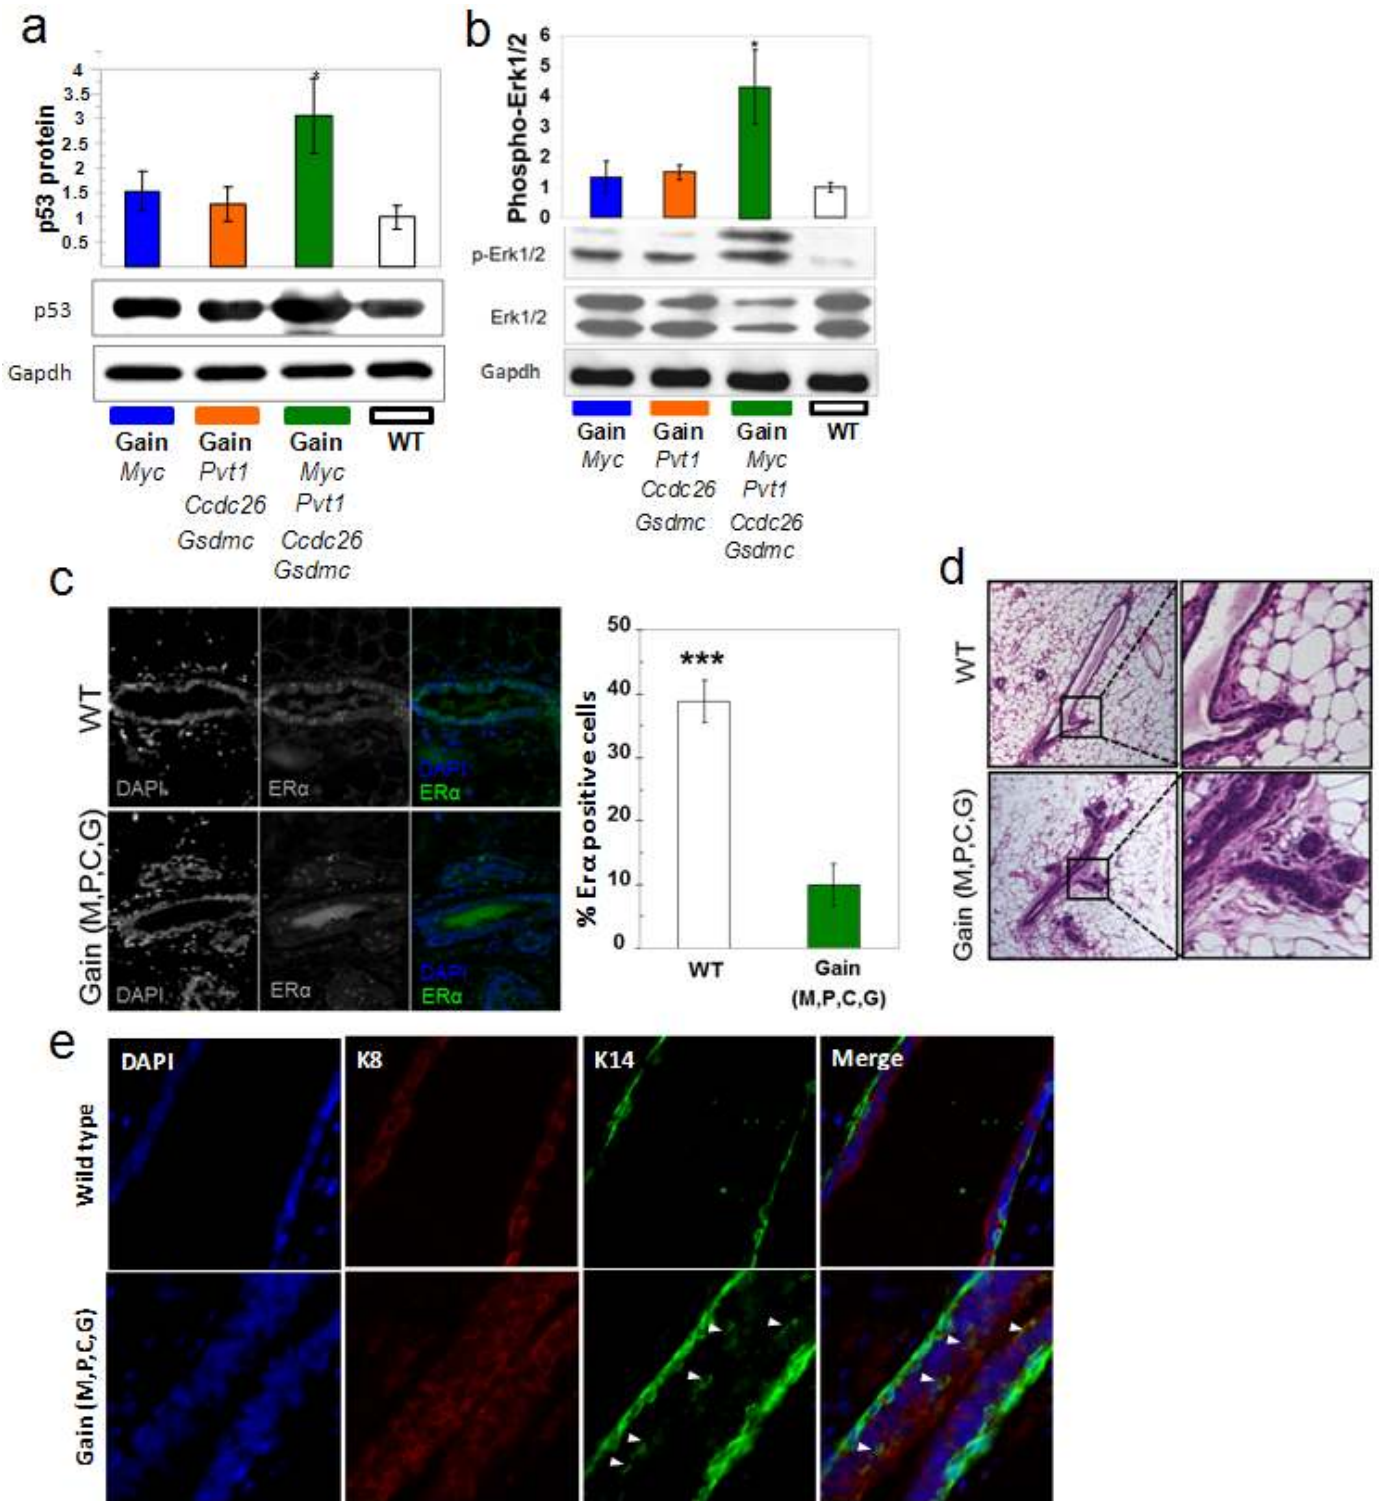 a
p53 protein
4
3.5
3
2.5
2
1.5
1
0.5
*
p53
Gapdh
Gain Gain Gain WT
Myc Pvt1 Myc
Ccdc26 Pvt1
Gsdmc Ccdc26
Gsdmc
b
Phospho-Erk1/2
6
5
4
3
2
1
0
*
p-Erk1/2
Erk1/2
Gapdh
Gain Gain Gain WT
Myc Pvt1 Myc
Ccdc26 Pvt1
Gsdmc Ccdc26
Gsdmc
c
WT
DAPI ERα DAPI
ERα
Gain (M,P,C,G)
DAPI ERα DAPI
ERα
% Erα positive cells
50
40
30
20
10
0
***
WT Gain
(M,P,C,G)
d
WT
Gain (M,P,C,G)
e
DAPI K8 K14 Merge
Wild type
Gain (M,P,C,G)